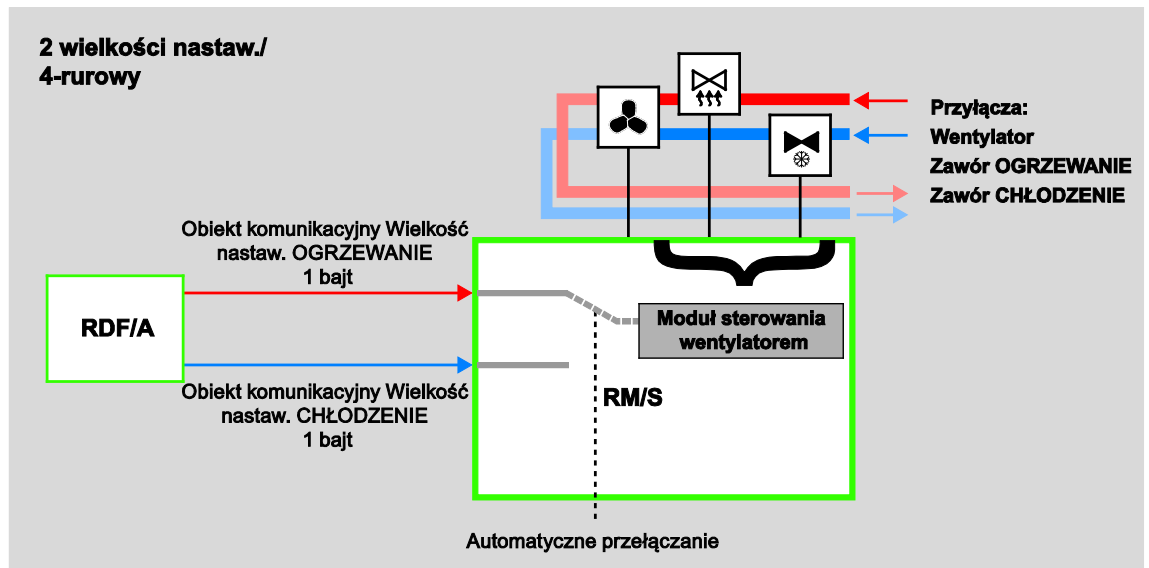 2 wielkości nastaw./
4-rurowy
Przyłącza:
Wentylator
Zawór OGRZEWANIE
Zawór CHŁODZENIE
Obiekt komunikacyjny Wielkość
nastaw. OGRZEWANIE
1 bajt
RDF/A
Moduł sterowania
wentylatorem
Obiekt komunikacyjny Wielkość
nastaw. CHŁODZENIE
1 bajt
RM/S
Automatyczne przełączanie